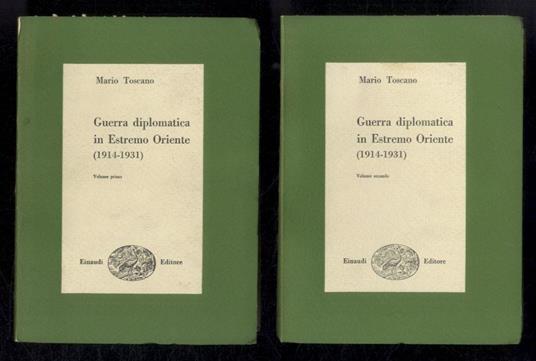 Mario Toscano
Guerra diplomatica
in Estremo Oriente
(1914-1931)
Volume primo
Einaudi Editore
Mario Toscano
Guerra diplomatica
in Estremo Oriente
(1914-1931)
Volume secondo
Einaudi Editore